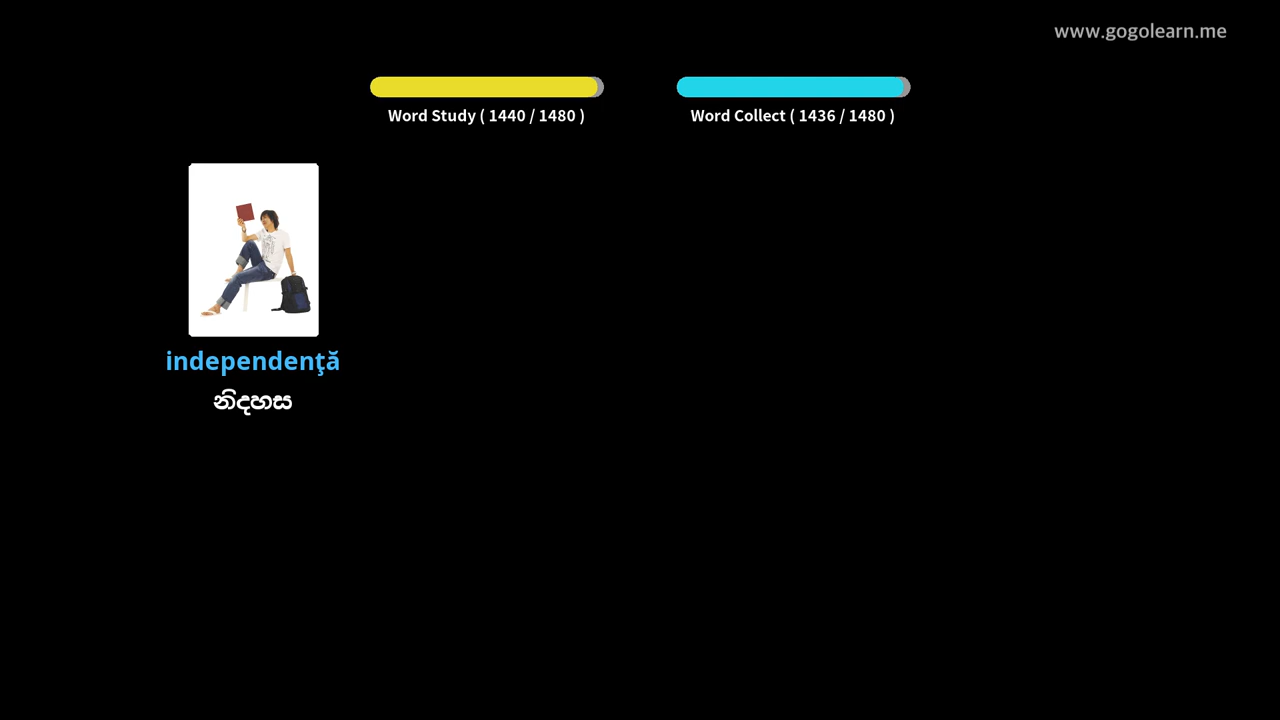 www.gogolearn.me
Word Study ( 1440 / 1480 )
Word Collect ( 1436 / 1480 )
independenţă
නිදහස